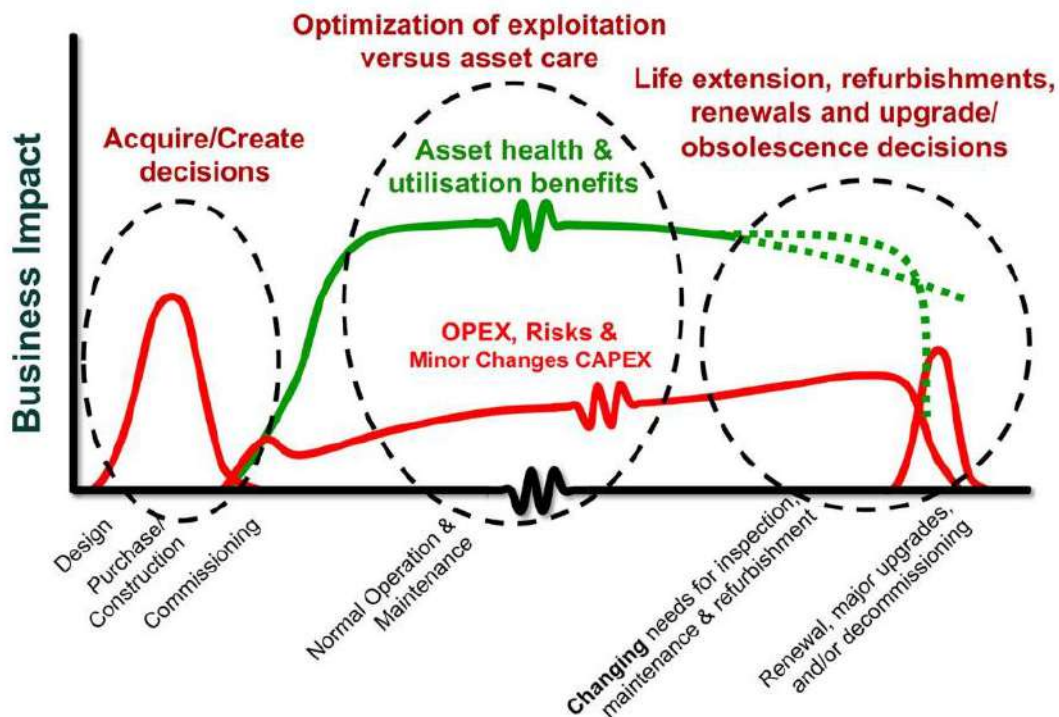 Optimization of exploitation
versus asset care
Life extension, refurbishments,
renewals and upgrade/
obsolescence decisions
Acquire/Create
decisions
Asset health &
utilisation benefits
OPEX, Risks &
Minor Changes CAPEX
Business Impact
Design
Purchase/
Construction
Commissioning
Normal Operation &
Maintenance
Changing needs for inspection,
maintenance & refurbishment
Renewal, major upgrades,
and/or decommissioning